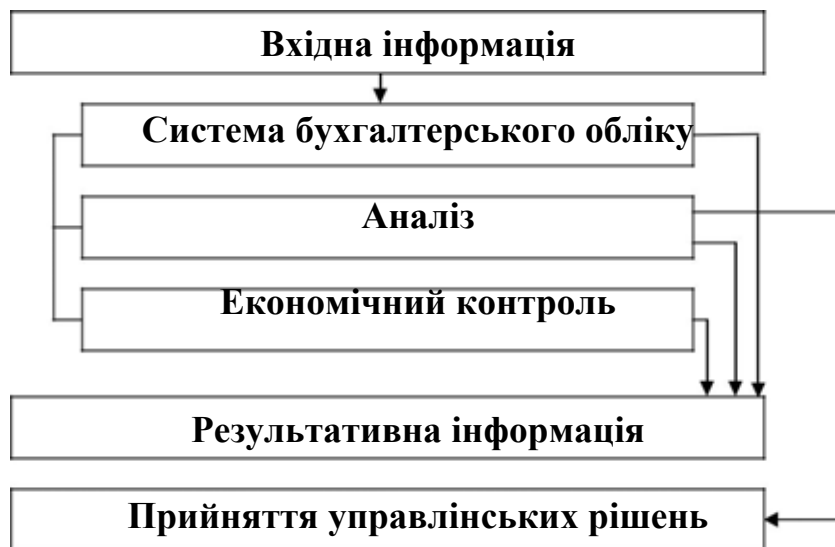 Вхідна інформація
Система бухгалтерського обліку
Аналіз
Економічний контроль
Результативна інформація
Прийняття управлінських рішень